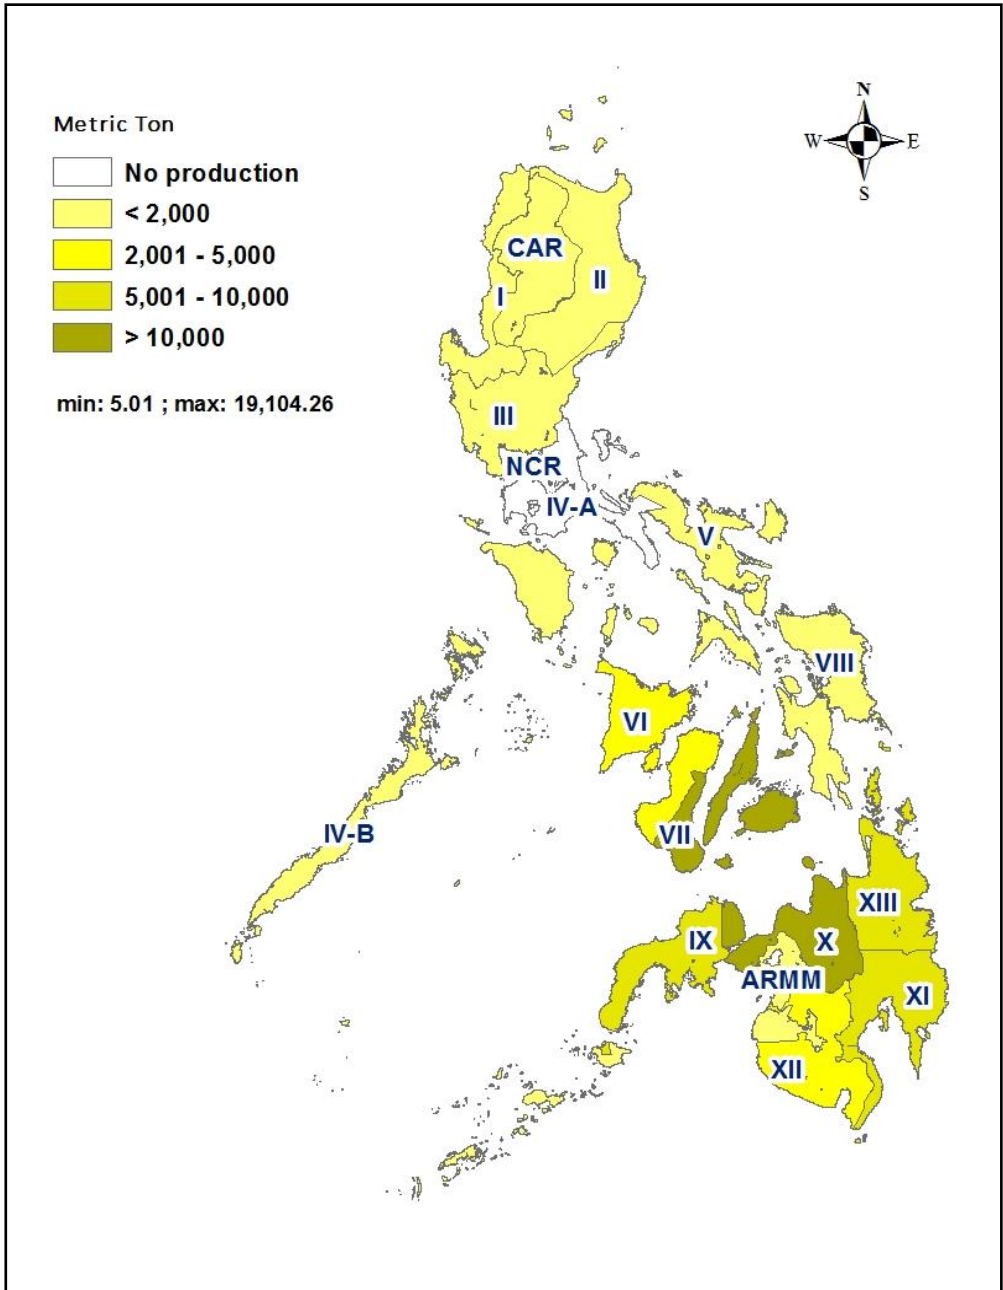 N
Metric Ton
W E
No production
S
< 2,000
2,001 - 5,000
CAR
II
5,001 - 10,000
I
> 10,000
min: 5.01 ; max: 19,104.26
III
NCR
IV-A
V
VIII
VI
IV-B
VII
XIII
IX
X
ARMM
XI
XII